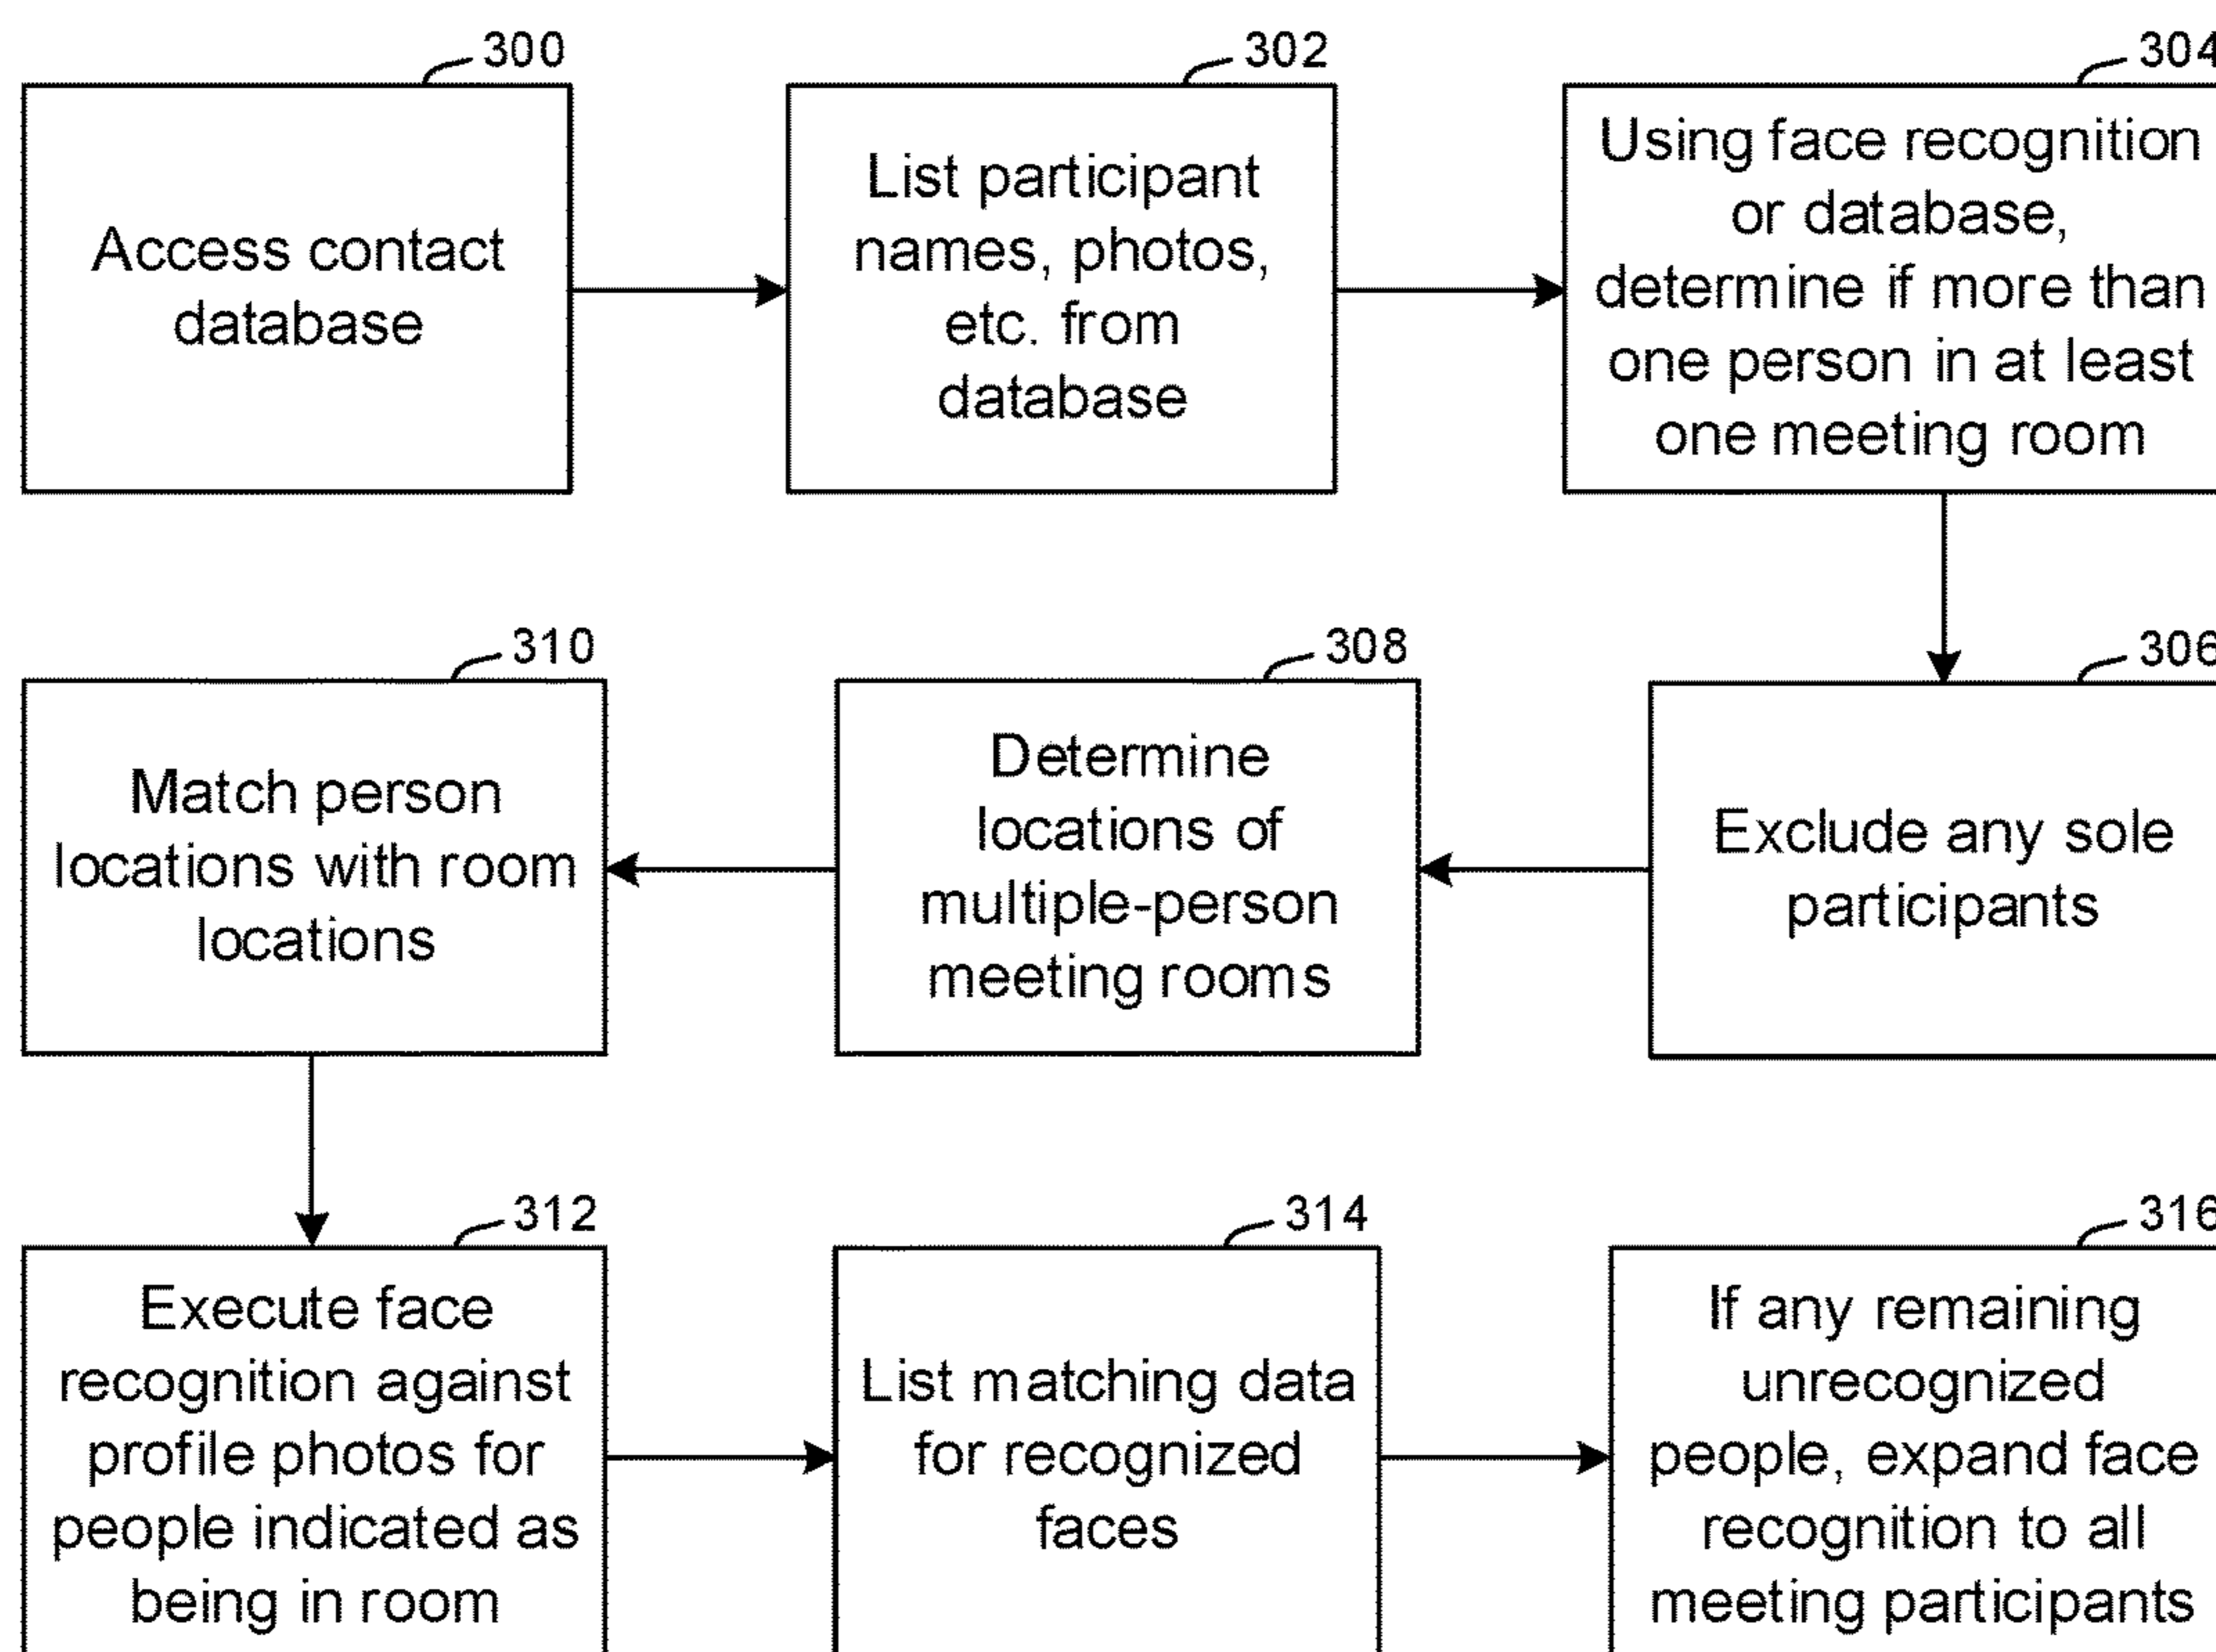 300
Access contact
database
302
List participant
names, photos,
etc. from
database
304
Using face recognition
or database,
determine if more than
one person in at least
one meeting room
306
Exclude any sole
participants
308
Determine
locations of
multiple-person
meeting rooms
310
Match person
locations with room
locations
312
Execute face
recognition against
profile photos for
people indicated as
being in room
314
List matching data
for recognized
faces
316
If any remaining
unrecognized
people, expand face
recognition to all
meeting participants